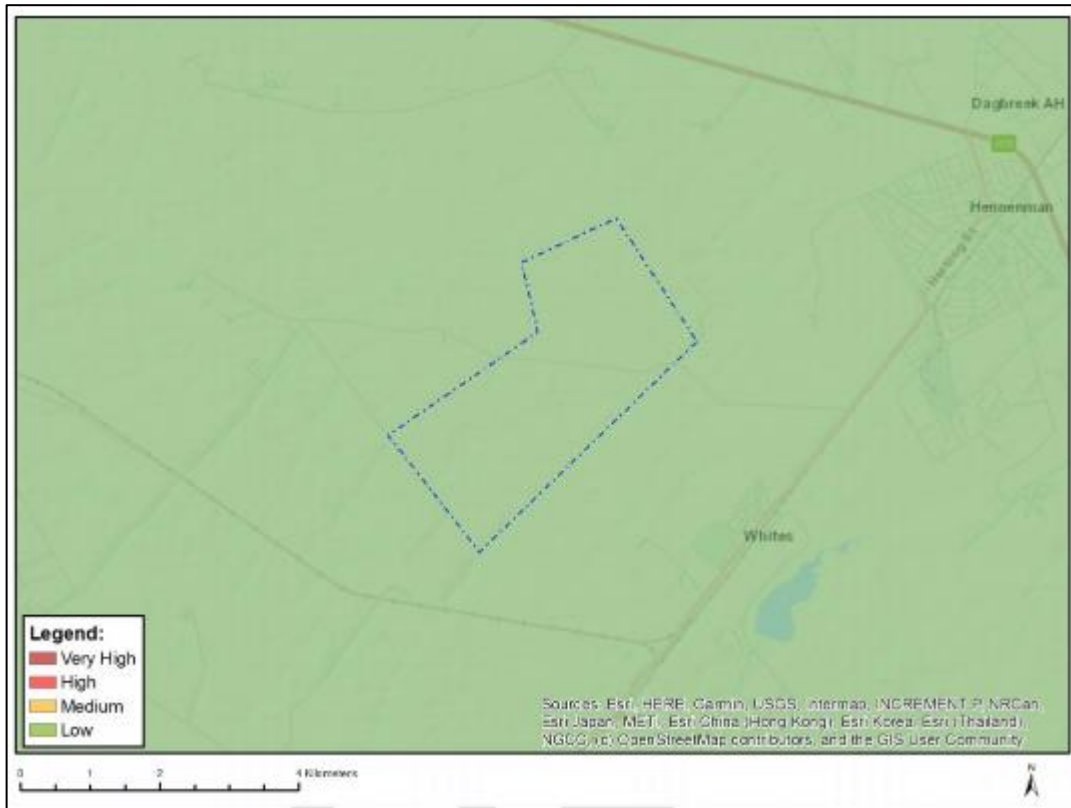 Dagbreek AH
Hennenman
Whites
Legend:
Very High
High
Medium
Low
Sources: Esri, HERE, Garmin, USGS, Intermap, INCREMENT P, NRCan,
Esri Japan, METI, Esri China (Hong Kong), Esri Korea, Esri (Thailand),
NGCC, (c) OpenStreetMap contributors, and the GIS User Community
0 1 2 4 Kilometers
N